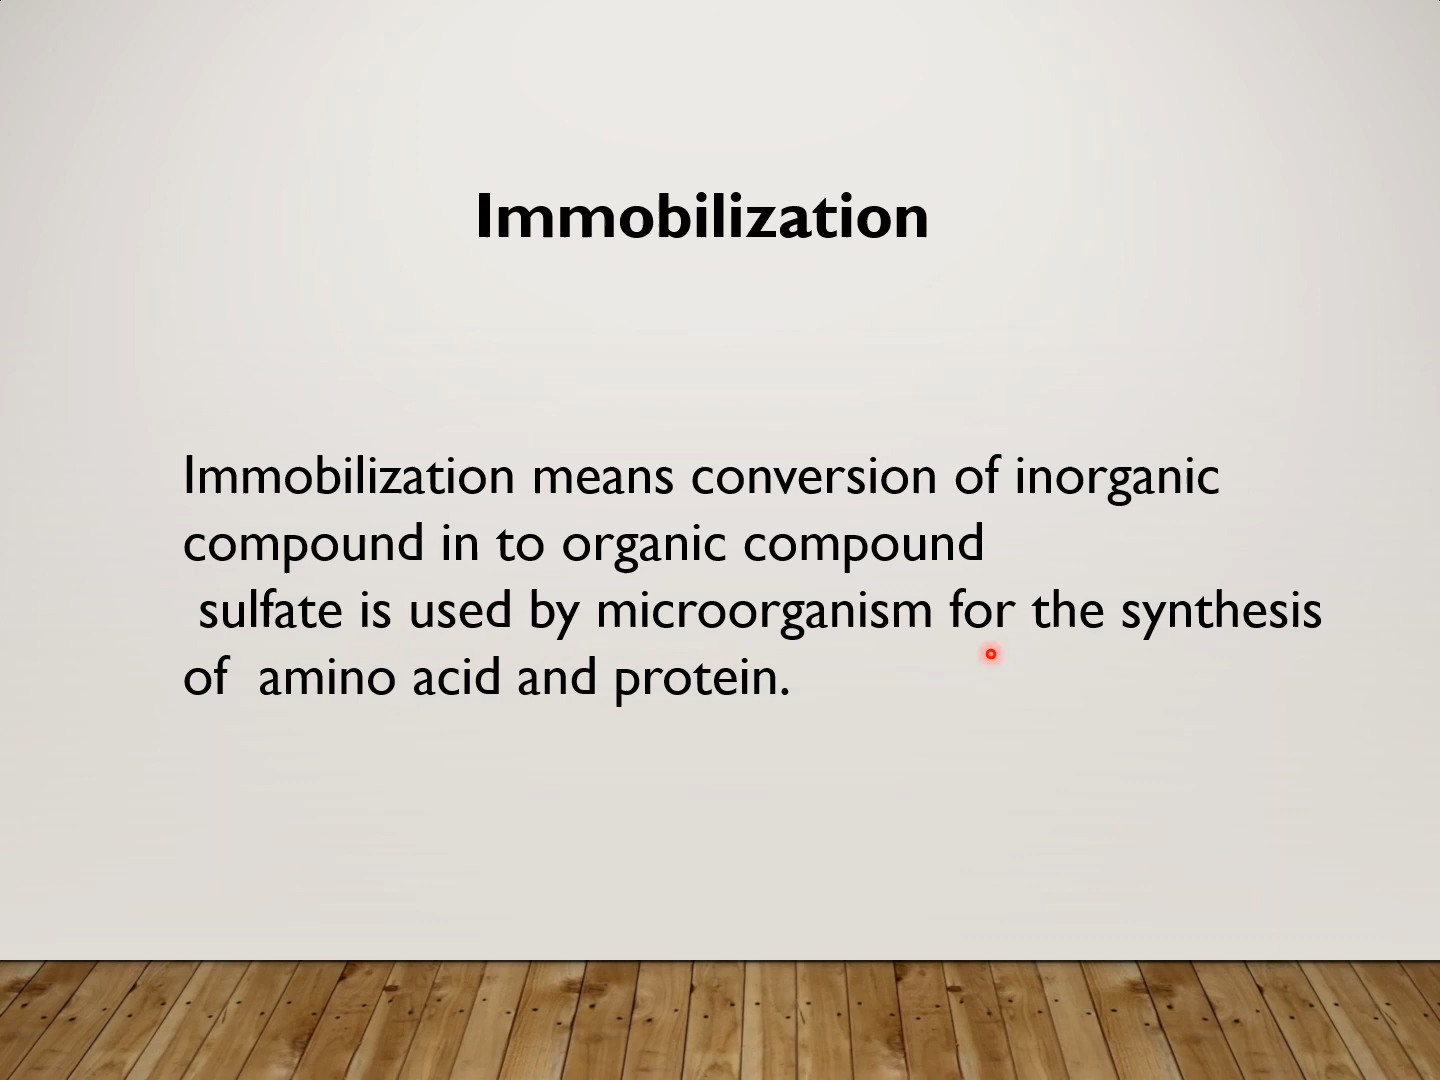 Immobilization
Immobilization means conversion of inorganic
compound in to organic compound
sulfate is used by microorganism for the synthesis
of  amino acid and protein.